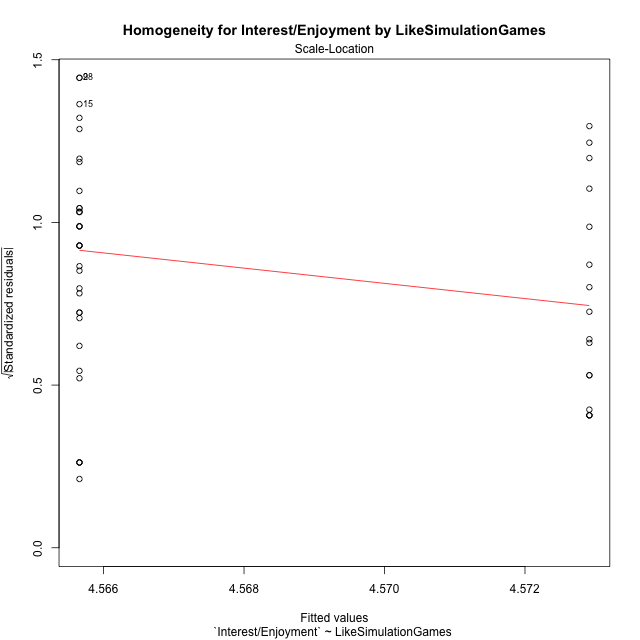 Homogeneity for Interest/Enjoyment by LikeSimulationGames
Scale-Location
1.5
1.0
0.5
0.0
√|Standardized residuals|
15
4.566
4.568
4.570
4.572
Fitted values
`Interest/Enjoyment` ~ LikeSimulationGames